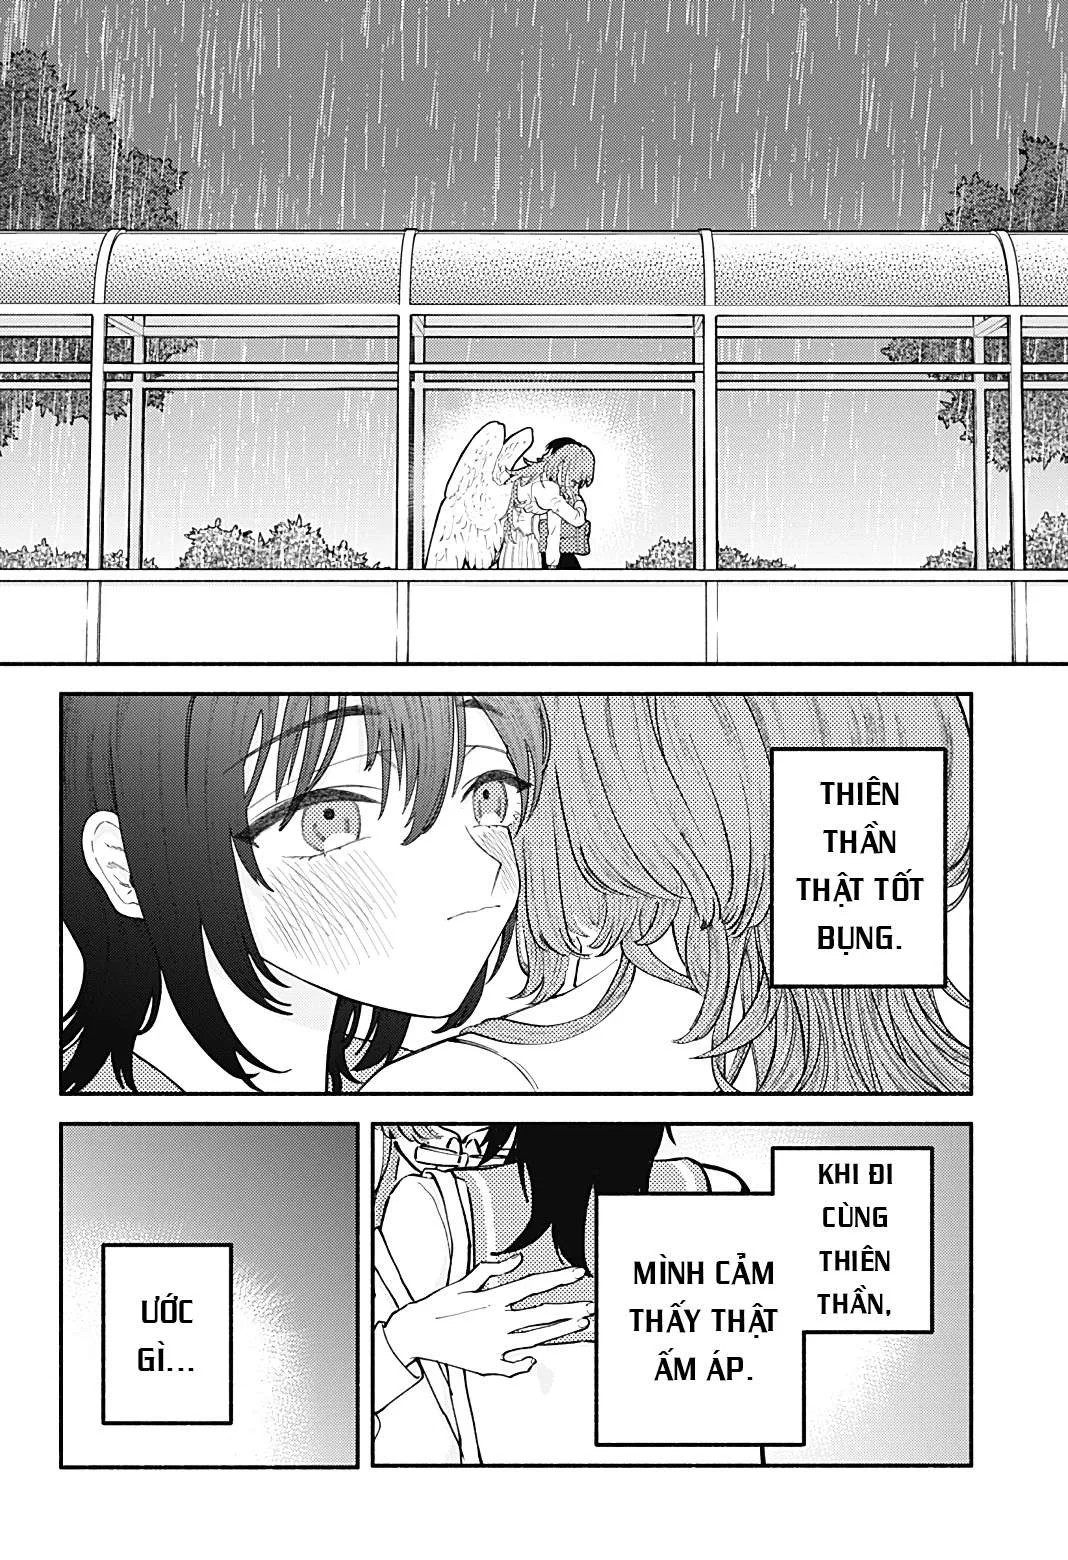 THIÊN
THẦN
THẬT TỐT
BỤNG.
KHI ĐI
CÙNG
THIÊN
THẦN,
MÌNH CẢM
THẤY THẬT
ẤM ÁP.
ƯỚC
GÌ...